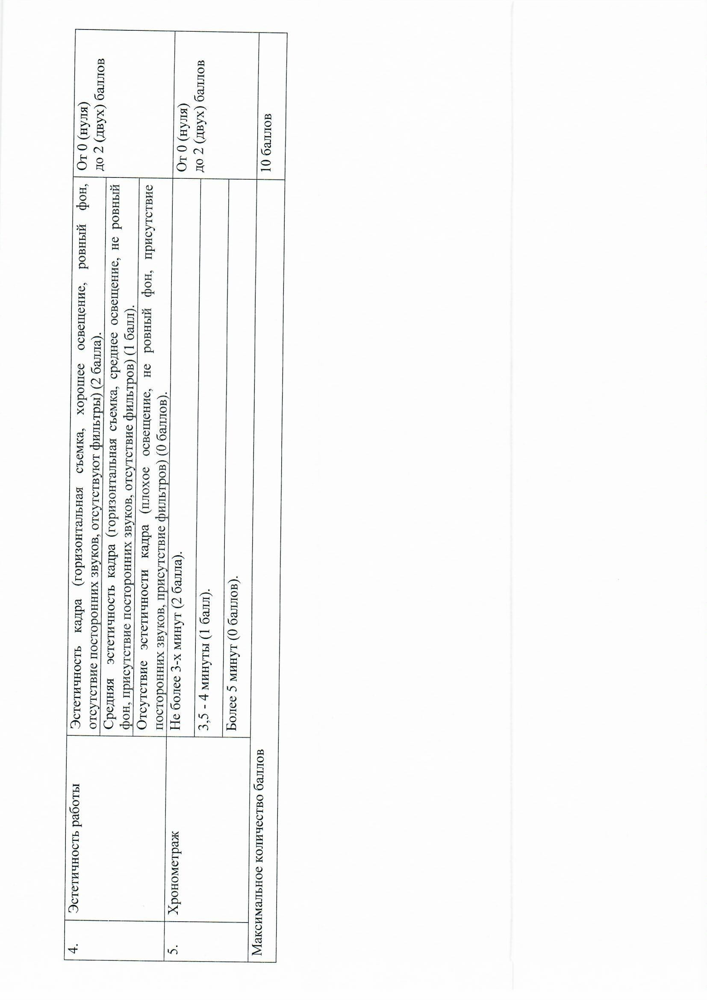 4.
Эстетичность работы
Эстетичность кадра (горизонтальная съемка, хорошее освещение, ровный фон,
отсутствие посторонних звуков, отсутствуют фильтры) (2 балла).
Средняя эстетичность кадра (горизонтальная съемка, среднее освещение, не ровный
фон, присутствие посторонних звуков, отсутствие фильтров) (1 балл).
Отсутствие эстетичности кадра (плохое освещение, не ровный фон, присутствие
посторонних звуков, присутствие фильтров) (0 баллов).
От 0 (нуля)
до 2 (двух) баллов
5.
Хронометраж
Не более 3-х минут (2 балла).
3,5 - 4 минуты (1 балл).
Более 5 минут (0 баллов).
От 0 (нуля)
до 2 (двух) баллов
Максимальное количество баллов
10 баллов